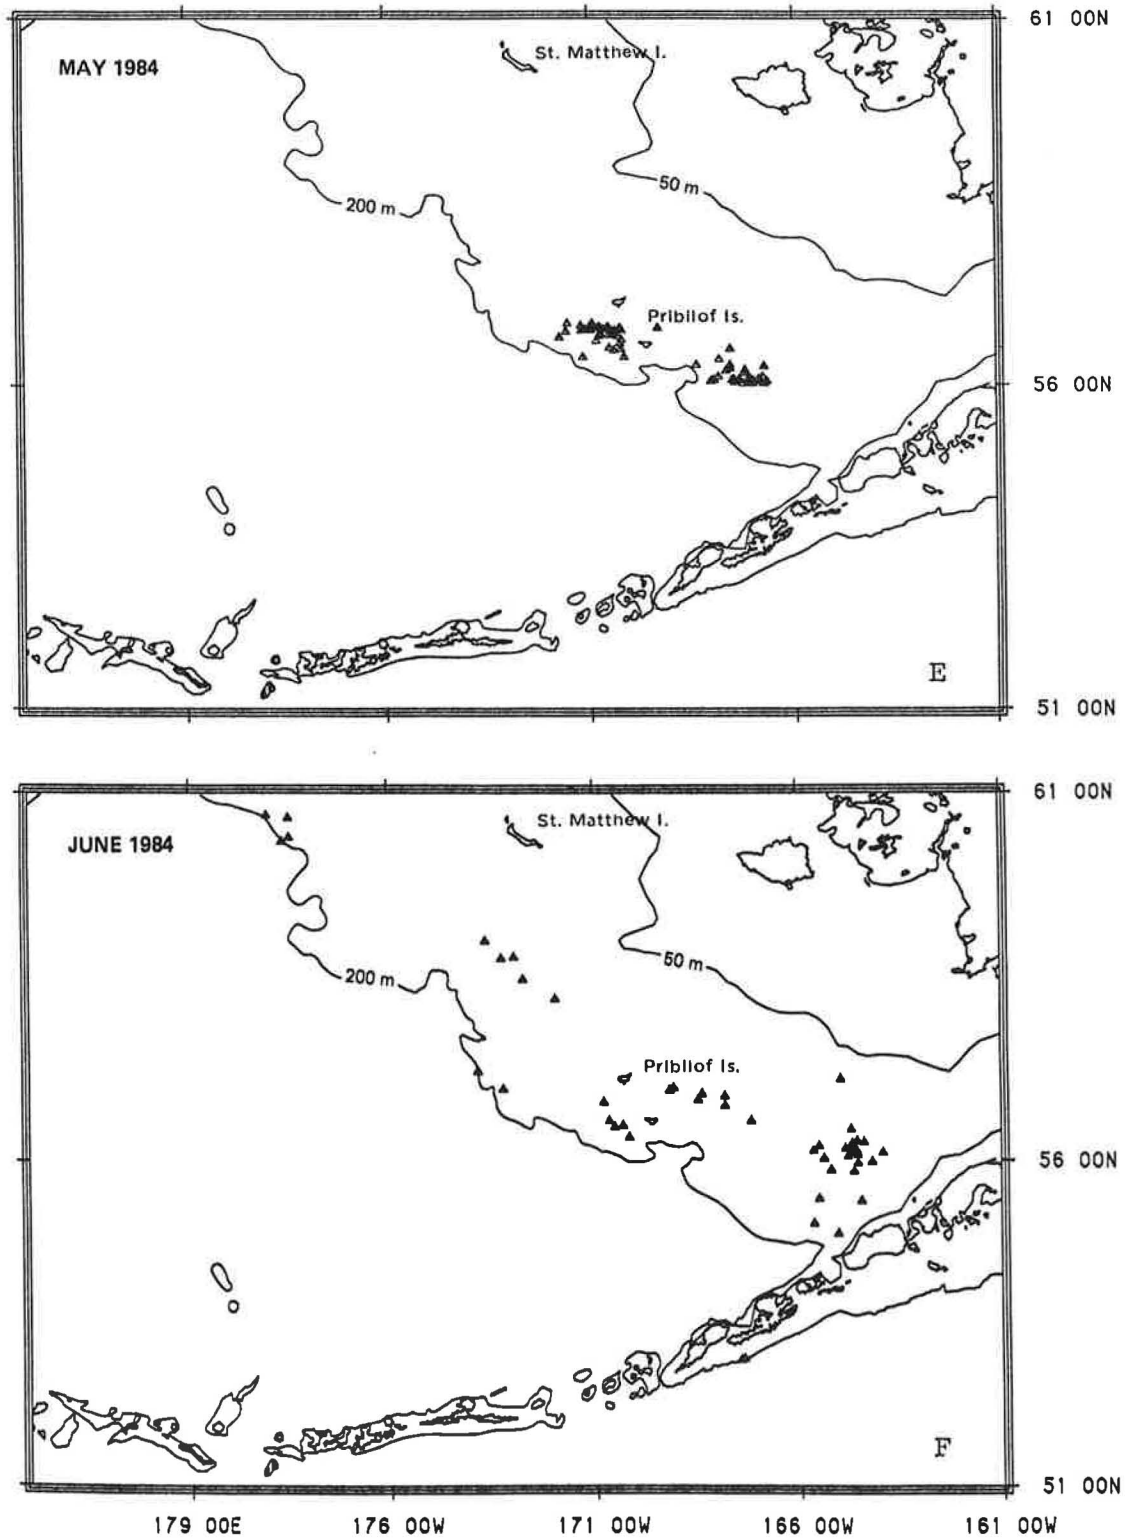 61 00N
St. Matthew I.
MAY 1984
50 m
200 m
Pribilof Is.
56 00N
E
51 00N
61 00N
St. Matthew I.
JUNE 1984
50 m
200 m
Pribilof Is.
56 00N
F
51 00N
179 00E 176 00W 171 00W 166 00W 161 00W